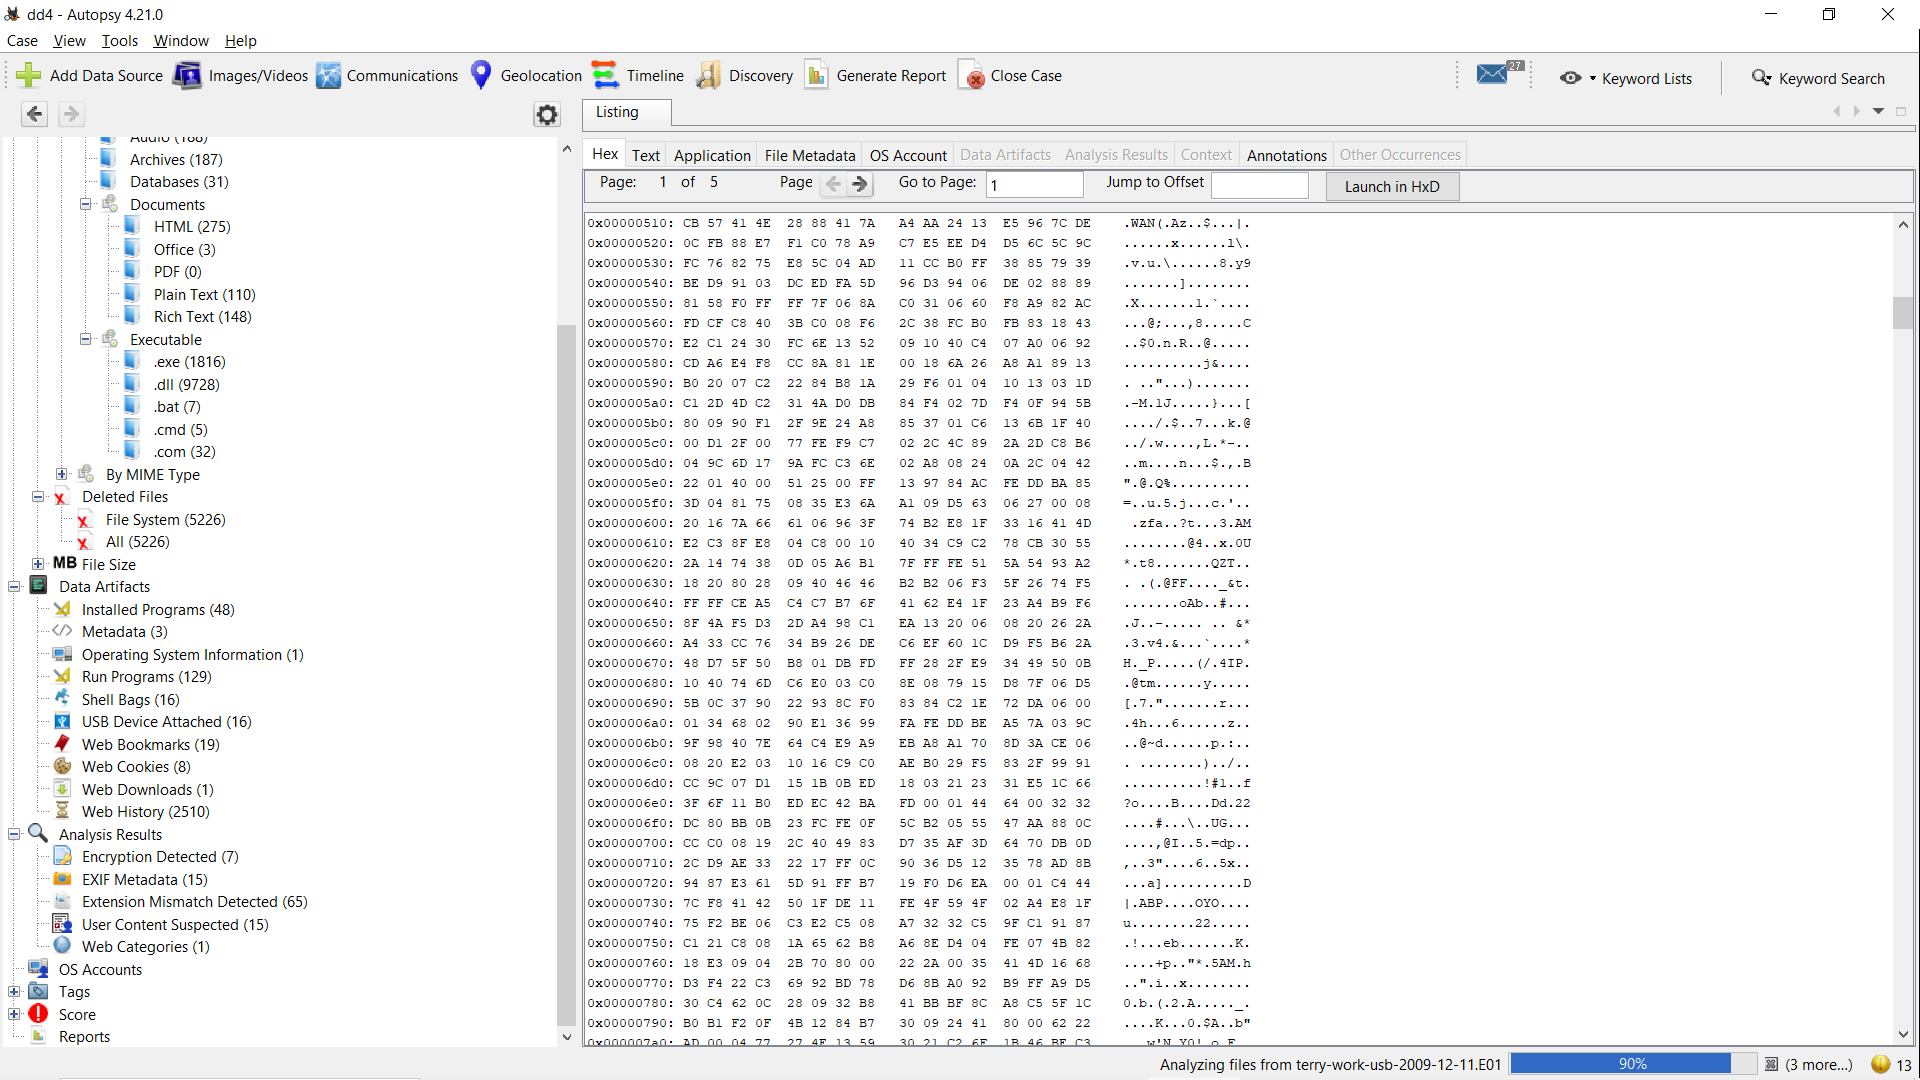 dd4 - Autopsy 4.21.0
Case View Tools Window Help
Add Data Source Images/Videos Communications Geolocation Timeline Discovery Generate Report Close Case 27 Keyword Lists Keyword Search
Listing
Audio (188)
Archives (187)
Databases (31)
Documents
HTML (275)
Office (3)
PDF (0)
Plain Text (110)
Rich Text (148)
Executable
.exe (1816)
.dll (9728)
.bat (7)
.cmd (5)
.com (32)
By MIME Type
Deleted Files
File System (5226)
All (5226)
MB File Size
Data Artifacts
Installed Programs (48)
Metadata (3)
Operating System Information (1)
Run Programs (129)
Shell Bags (16)
USB Device Attached (16)
Web Bookmarks (19)
Web Cookies (8)
Web Downloads (1)
Web History (2510)
Analysis Results
Encryption Detected (7)
EXIF Metadata (15)
Extension Mismatch Detected (65)
User Content Suspected (15)
Web Categories (1)
OS Accounts
Tags
Score
Reports
Hex Text Application File Metadata OS Account Data Artifacts Analysis Results Context Annotations Other Occurrences
Page: 1 of 5 Page Go to Page: 1 Jump to Offset Launch in HxD
0x00000510: CB 57 41 4E 28 88 41 7A A4 AA 24 13 E5 96 7C DE .WAN(.Az..$...|.
0x00000520: 0C FB 88 E7 F1 C0 78 A9 C7 E5 EE D4 D5 6C 5C 9C ......x......l\.
0x00000530: FC 76 82 75 E8 5C 04 AD 11 CC B0 FF 38 85 79 39 .v.u.\......8.y9
0x00000540: BE D9 91 03 DC ED FA 5D 96 D3 94 06 DE 02 88 89 .......]........
0x00000550: 81 58 F0 FF FF 7F 06 8A C0 31 06 60 F8 A9 82 AC .X.......1.`....
0x00000560: FD CF C8 40 3B C0 08 F6 2C 38 FC B0 FB 83 18 43 ...@;...,8.....C
0x00000570: E2 C1 24 30 FC 6E 13 52 09 10 40 C4 07 A0 06 92 ..$0.n.R..@.....
0x00000580: CD A6 E4 F8 CC 8A 81 1E 00 18 6A 26 A8 A1 89 13 ..........j&....
0x00000590: B0 20 07 C2 22 84 B8 1A 29 F6 01 04 10 13 03 1D . .."...).......
0x000005a0: C1 2D 4D C2 31 4A D0 DB 84 F4 02 7D F4 0F 94 5B .-M.1J.....}...[
0x000005b0: 80 09 90 F1 2F 9E 24 A8 85 37 01 C6 13 6B 1F 40 ..../.$..7...k.@
0x000005c0: 00 D1 2F 00 77 FE F9 C7 02 2C 4C 89 2A 2D C8 B6 ../.w....,L.*-..
0x000005d0: 04 9C 6D 17 9A FC C3 6E 02 A8 08 24 0A 2C 04 42 ..m....n...$.,.B
0x000005e0: 22 01 40 00 51 25 00 FF 13 97 84 AC FE DD BA 85 ".@.Q%..........
0x000005f0: 3D 04 81 75 08 35 E3 6A A1 09 D5 63 06 27 00 08 =..u.5.j...c.'..
0x00000600: 20 16 7A 66 61 06 96 3F 74 B2 E8 1F 33 16 41 4D .zfa..?t...3.AM
0x00000610: E2 C3 8F E8 04 C8 00 10 40 34 C9 C2 78 CB 30 55 ........@4..x.0U
0x00000620: 2A 14 74 38 0D 05 A6 B1 7F FF FE 51 5A 54 93 A2 *.t8.......QZT..
0x00000630: 18 20 80 28 09 40 46 46 B2 B2 06 F3 5F 26 74 F5 . .(.@FF...._&t.
0x00000640: FF FF CE A5 C4 C7 B7 6F 41 62 E4 1F 23 A4 B9 F6 .......oAb..#...
0x00000650: 8F 4A F5 D3 2D A4 98 C1 EA 13 20 06 08 20 26 2A .J..-..... .. &*
0x00000660: A4 33 CC 76 34 B9 26 DE C6 EF 60 1C D9 F5 B6 2A .3.v4.&...`....*
0x00000670: 48 D7 5F 50 B8 01 DB FD FF 28 2F E9 34 49 50 0B H._P.....(/.4IP.
0x00000680: 10 40 74 6D C6 E0 03 C0 8E 08 79 15 D8 7F 06 D5 .@tm......y.....
0x00000690: 5B 0C 37 90 22 93 8C F0 83 84 C2 1E 72 DA 06 00 [.7.".......r...
0x000006a0: 01 34 68 02 90 E1 36 99 FA FE DD BE A5 7A 03 9C .4h...6......z..
0x000006b0: 9F 98 40 7E 64 C4 E9 A9 EB A8 A1 70 8D 3A CE 06 ..@~d......p.:..
0x000006c0: 08 20 E2 03 10 16 C9 C0 AE B0 29 F5 83 2F 99 91 . ........)../..
0x000006d0: CC 9C 07 D1 15 1B 0B ED 18 03 21 23 31 E5 1C 66 ..........!#1..f
0x000006e0: 3F 6F 11 B0 ED EC 42 BA FD 00 01 44 64 00 32 32 ?o....B....Dd.22
0x000006f0: DC 80 BB 0B 23 FC FE 0F 5C B2 05 55 47 AA 88 0C ....#...\..UG...
0x00000700: CC C0 08 19 2C 40 49 83 D7 35 AF 3D 64 70 DB 0D ....,@I..5.=dp..
0x00000710: 2C D9 AE 33 22 17 FF 0C 90 36 D5 12 35 78 AD 8B ,..3"....6..5x..
0x00000720: 94 87 E3 61 5D 91 FF B7 19 F0 D6 EA 00 01 C4 44 ...a]..........D
0x00000730: 7C F8 41 42 50 1F DE 11 FE 4F 59 4F 02 A4 E8 1F |.ABP....OYO....
0x00000740: 75 F2 BE 06 C3 E2 C5 08 A7 32 32 C5 9F C1 91 87 u........22.....
0x00000750: C1 21 C8 08 1A 65 62 B8 A6 8E D4 04 FE 07 4B 82 .!...eb.......K.
0x00000760: 18 E3 09 04 2B 70 80 00 22 2A 00 35 41 4D 16 68 ....+p.."*.5AM.h
0x00000770: D3 F4 22 C3 69 92 BD 78 D6 8B A0 92 B9 FF A9 D5 ..".i..x........
0x00000780: 30 C4 62 0C 28 09 32 B8 41 BB BF 8C A8 C5 5F 1C 0.b.(.2.A....._.
0x00000790: B0 B1 F2 0F 4B 12 84 B7 30 09 24 41 80 00 62 22 ....K...0.$A..b"
0x000007a0: AD 00 04 77 27 4E 13 59 30 21 C2 6F 1B 46 BE C3 ...w'N.Y0!.o.F..
Analyzing files from terry-work-usb-2009-12-11.E01 90% (3 more...) 13